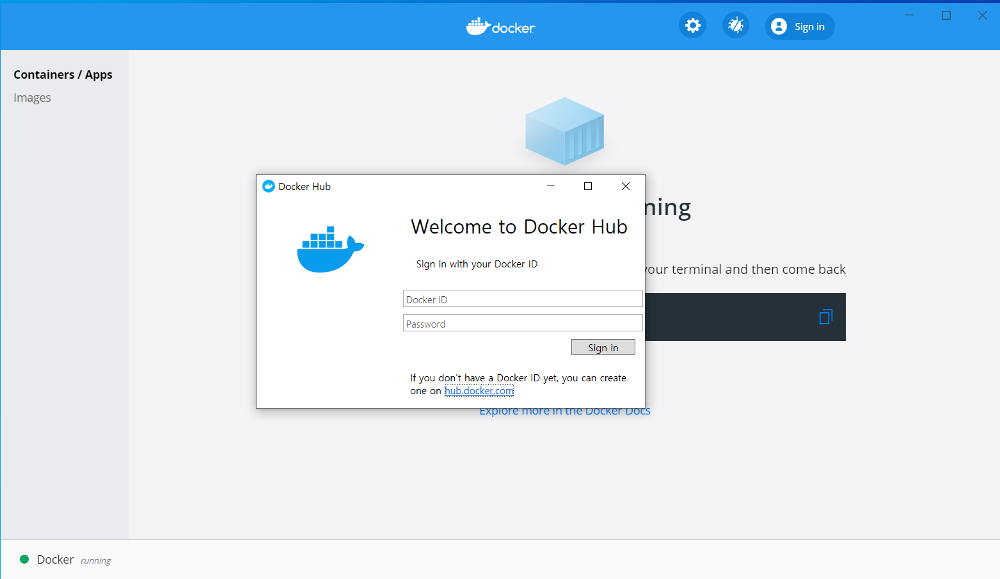 docker
Sign in
Containers / Apps
Images
Docker Hub
Welcome to Docker Hub
Sign in with your Docker ID
your terminal and then come back
Docker ID
Password
Sign in
If you don't have a Docker ID yet, you can create
one on hub.docker.com
Explore more in the Docker Docs
Docker running